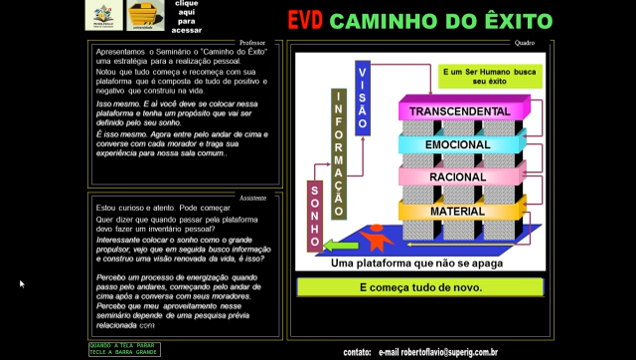 clique
aqui
para
acessar
EVD CAMINHO DO ÊXITO
Professor
Apresentamos o Seminário o "Caminho do Êxito"
uma estratégia para a realização pessoal.
Notou que tudo começa e recomeça com sua
plataforma que é composta de tudo de positivo e
negativo que construiu na vida.
Isso mesmo. E aí você deve se colocar nessa
plataforma e tenha um propósito que vai ser
definido pelo seu sonho.
É isso mesmo. Agora entre pelo andar de cima e
converse com cada morador e traga sua
experiência para nossa sala comum..
Assistente
Estou curioso e atento. Pode começar
Quer dizer que quando passar pela plataforma
devo fazer um inventário pessoal?
Interessante colocar o sonho como o grande
propulsor, vejo que em seguida busco informação
e construo uma visão renovada da vida, é isso?
Percebo um processo de energização quando
passo pelos andares, começando pelo andar de
cima após a conversa com seus moradores.
Percebo que meu aproveitamento nesse
seminário depende de uma pesquisa prévia
relacionada com
QUANDO A TELA PARAR
TECLE A BARRA GRANDE
Quadro
E um Ser Humano busca
seu êxito
VISÃO
INFORMAÇÃO
SONHO
TRANSCENDENTAL
EMOCIONAL
RACIONAL
MATERIAL
Uma plataforma que não se apaga
E começa tudo de novo.
contato: e-mail robertoflavio@superig.com.br